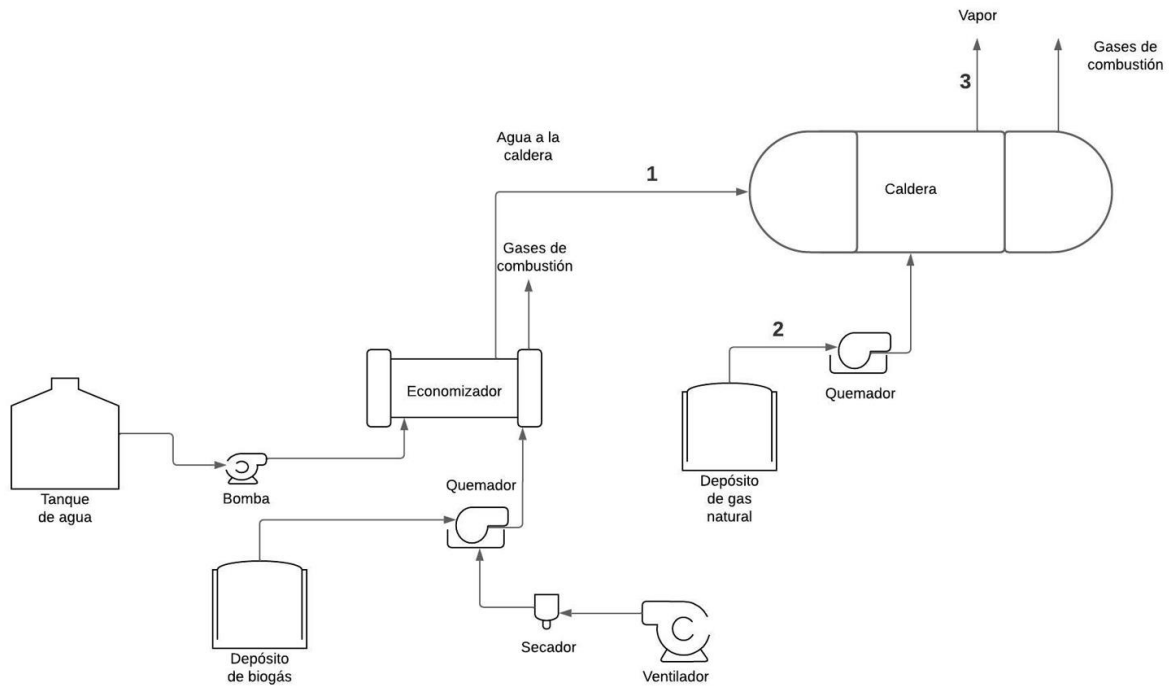 Vapor
Gases de
combustión
3
Agua a la
caldera
1
Caldera
Gases de
combustión
2
Economizador
Quemador
Tanque
de agua
Bomba
Quemador
Depósito
de gas
natural
Depósito
de biogás
Secador
Ventilador